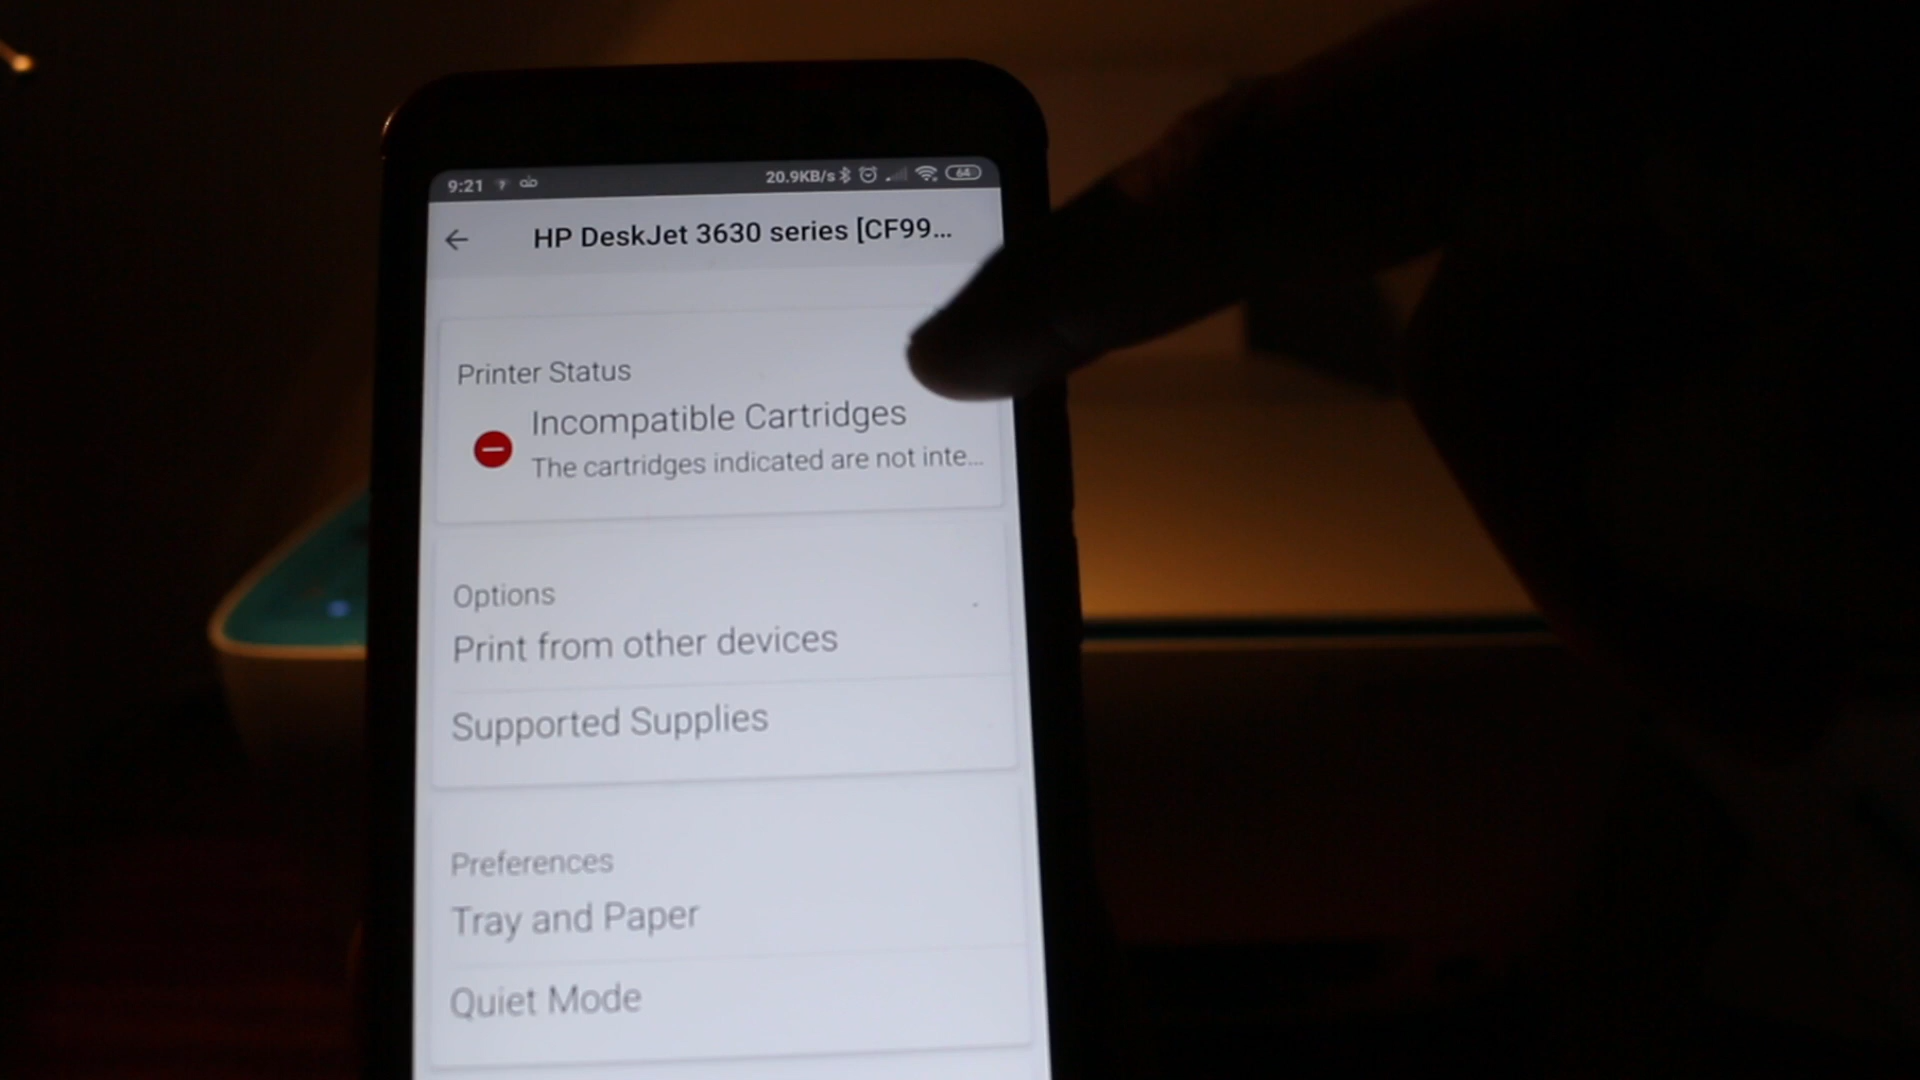 9:21 20.9KB/s 64
HP DeskJet 3630 series [CF99...
Printer Status
Incompatible Cartridges
The cartridges indicated are not inte...
Options
Print from other devices
Supported Supplies
Preferences
Tray and Paper
Quiet Mode